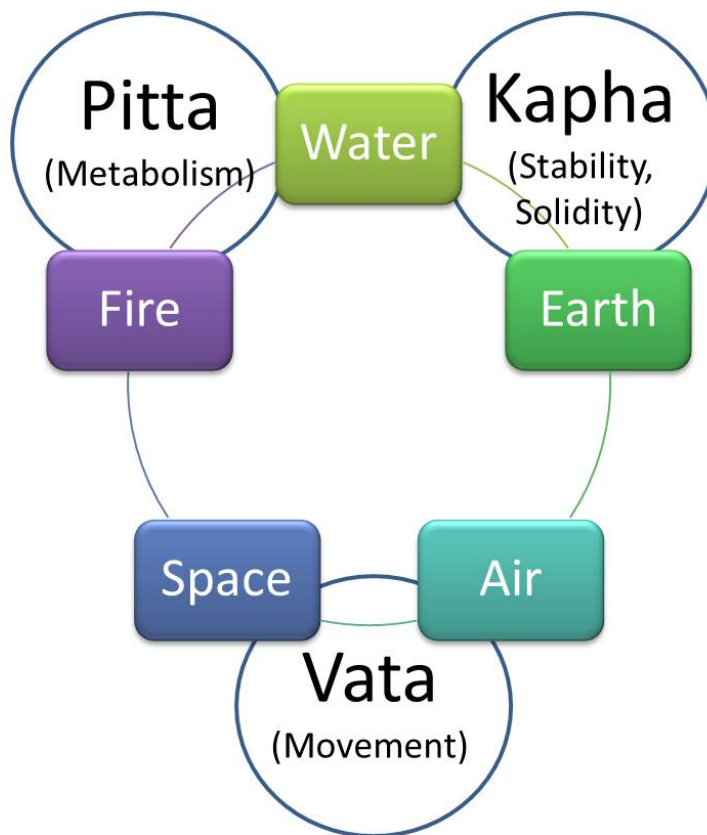 Pitta
(Metabolism)
Water
Kapha
(Stability,
Solidity)
Fire
Earth
Space
Air
Vata
(Movement)